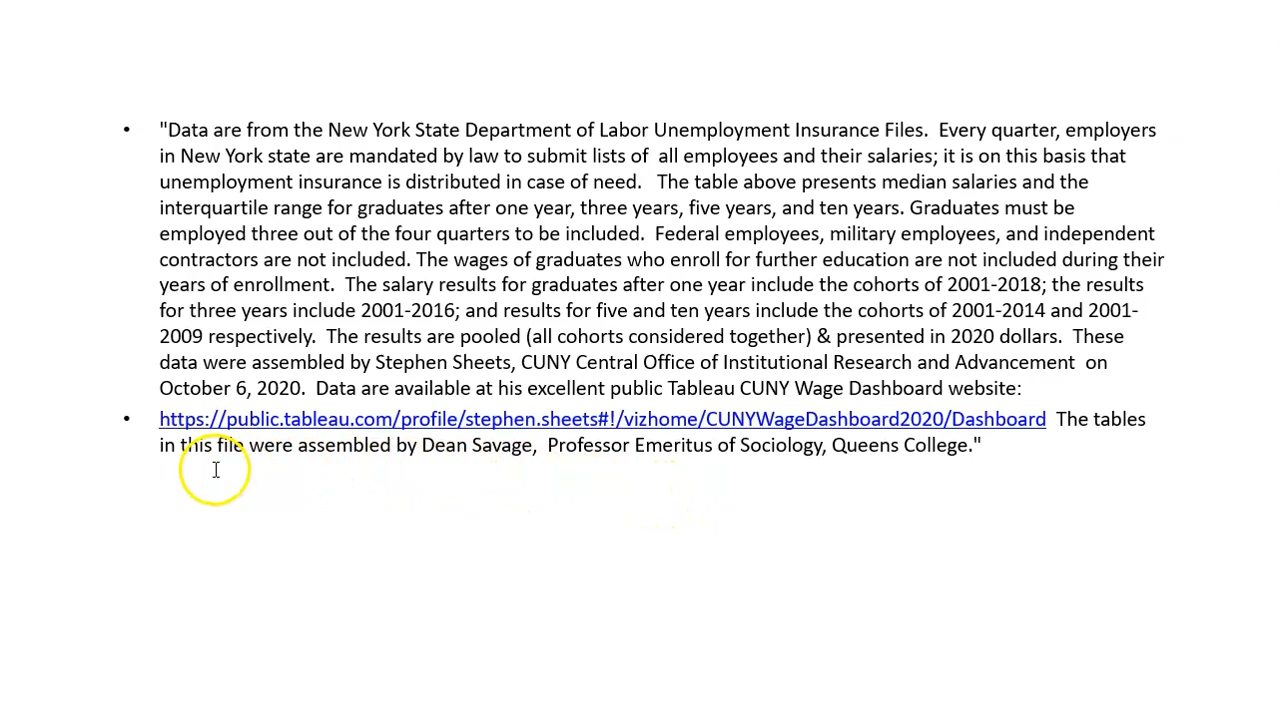 • "Data are from the New York State Department of Labor Unemployment Insurance Files.  Every quarter, employers
in New York state are mandated by law to submit lists of  all employees and their salaries; it is on this basis that
unemployment insurance is distributed in case of need.   The table above presents median salaries and the
interquartile range for graduates after one year, three years, five years, and ten years. Graduates must be
employed three out of the four quarters to be included.  Federal employees, military employees, and independent
contractors are not included. The wages of graduates who enroll for further education are not included during their
years of enrollment.  The salary results for graduates after one year include the cohorts of 2001-2018; the results
for three years include 2001-2016; and results for five and ten years include the cohorts of 2001-2014 and 2001-
2009 respectively.  The results are pooled (all cohorts considered together) & presented in 2020 dollars.  These
data were assembled by Stephen Sheets, CUNY Central Office of Institutional Research and Advancement  on
October 6, 2020.  Data are available at his excellent public Tableau CUNY Wage Dashboard website:
• https://public.tableau.com/profile/stephen.sheets#!/vizhome/CUNYWageDashboard2020/Dashboard  The tables
in this file were assembled by Dean Savage,  Professor Emeritus of Sociology, Queens College."